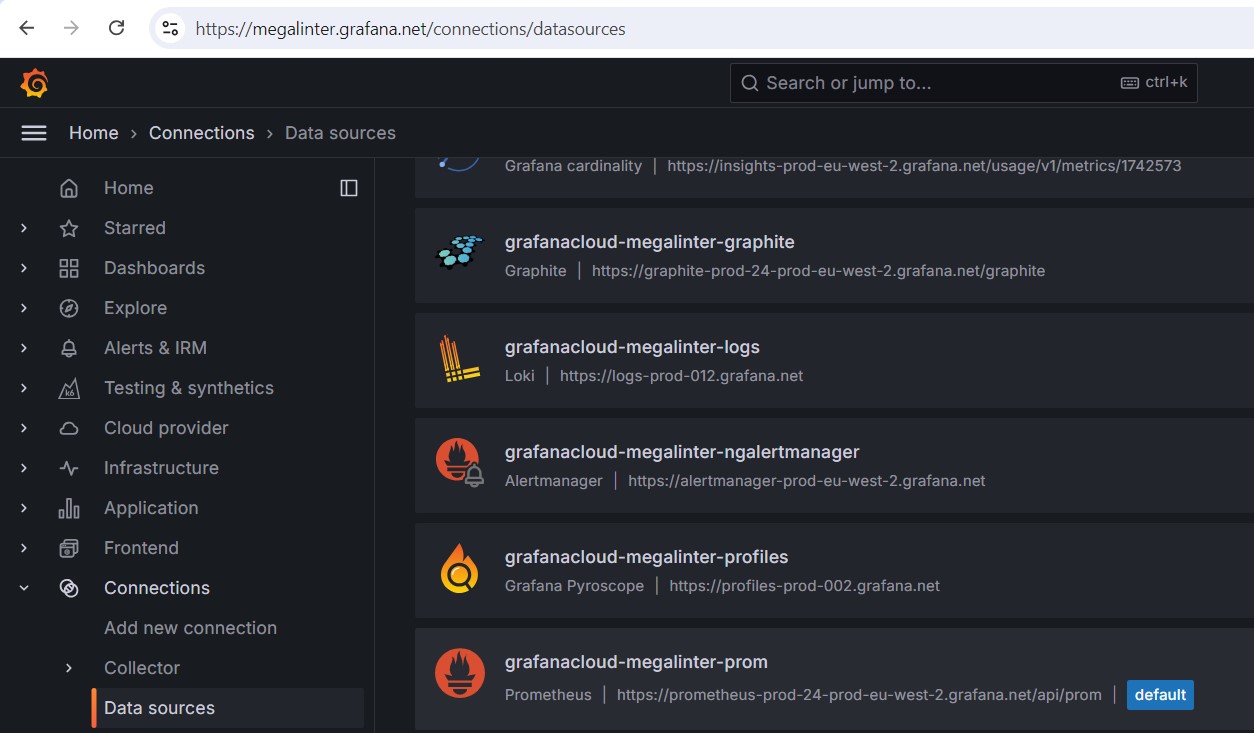 https://megalinter.grafana.net/connections/datasources
Search or jump to...
ctrl+k
Home › Connections › Data sources
Home
Starred
Dashboards
Explore
Alerts & IRM
Testing & synthetics
k6
Cloud provider
Infrastructure
Application
Frontend
Connections
Add new connection
Collector
Data sources
Grafana cardinality | https://insights-prod-eu-west-2.grafana.net/usage/v1/metrics/1742573
grafanacloud-megalinter-graphite
Graphite | https://graphite-prod-24-prod-eu-west-2.grafana.net/graphite
grafanacloud-megalinter-logs
Loki | https://logs-prod-012.grafana.net
grafanacloud-megalinter-ngalertmanager
Alertmanager | https://alertmanager-prod-eu-west-2.grafana.net
grafanacloud-megalinter-profiles
Grafana Pyroscope | https://profiles-prod-002.grafana.net
grafanacloud-megalinter-prom
Prometheus | https://prometheus-prod-24-prod-eu-west-2.grafana.net/api/prom | default